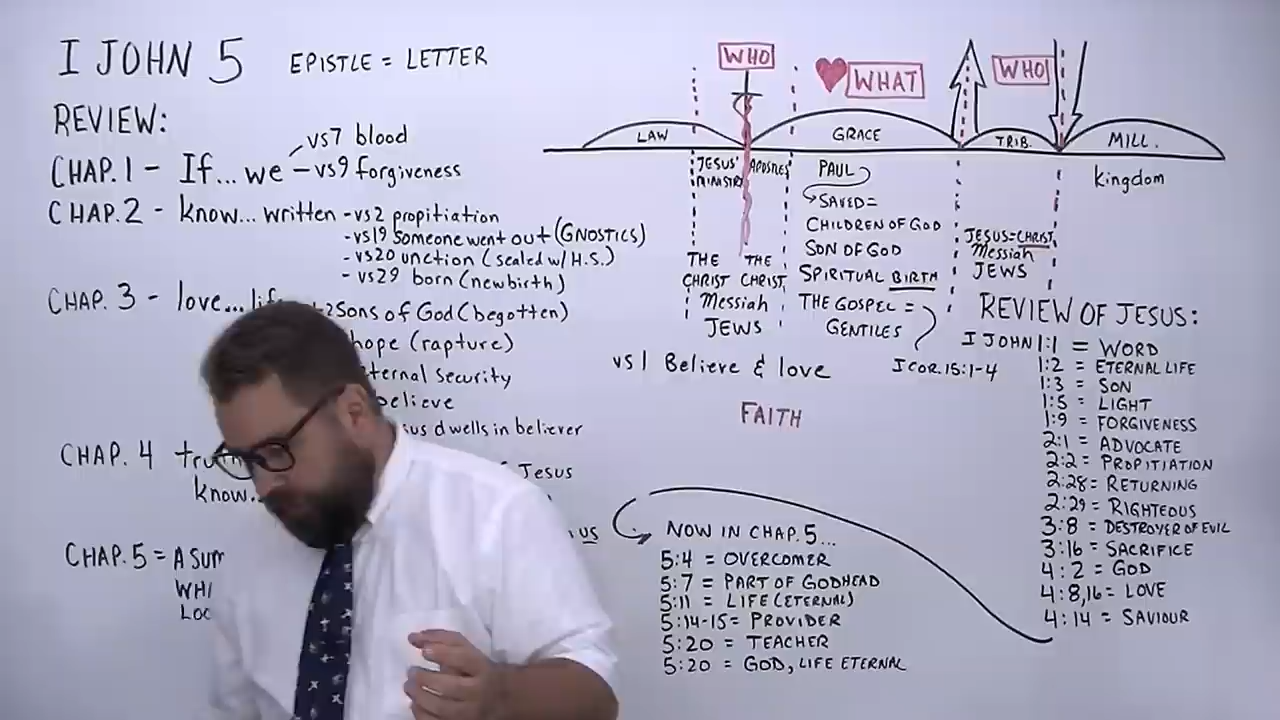 I JOHN 5 EPISTLE = LETTER
REVIEW:
CHAP.1 - If... we - vs7 blood
- vs9 forgiveness
CHAP.2 - know... written - vs2 propitiation
- vs19 someone went out (GNOSTICS)
- vs20 unction (sealed w/ H.S.)
- vs29 born (newbirth)
CHAP. 3 - love... Sons of God (begotten)
hope (rapture)
eternal security
believe
dwells in believer
CHAP. 4
Jesus
know..
us
CHAP. 5 = A
WHO
WHAT
WHO
LAW
GRACE
TRIB.
MILL.
JESUS' MINISTRY
APOSTLES
PAUL
Kingdom
SAVED =
CHILDREN OF GOD
SON OF GOD
SPIRITUAL BIRTH
THE GOSPEL =
GENTILES
I COR. 15:1-4
THE CHRIST
Messiah
JEWS
THE CHRIST
JESUS = CHRIST
Messiah
JEWS
vs 1 Believe & love
FAITH
NOW IN CHAP. 5...
5:4 = OVERCOMER
5:7 = PART OF GODHEAD
5:11 = LIFE (ETERNAL)
5:14-15 = PROVIDER
5:20 = TEACHER
5:20 = GOD, LIFE ETERNAL
REVIEW OF JESUS:
I JOHN 1:1 = WORD
1:2 = ETERNAL LIFE
1:3 = SON
1:5 = LIGHT
1:9 = FORGIVENESS
2:1 = ADVOCATE
2:2 = PROPITIATION
2:28 = RETURNING
2:29 = RIGHTEOUS
3:8 = DESTROYER OF EVIL
3:16 = SACRIFICE
4:2 = GOD
4:8,16 = LOVE
4:14 = SAVIOUR